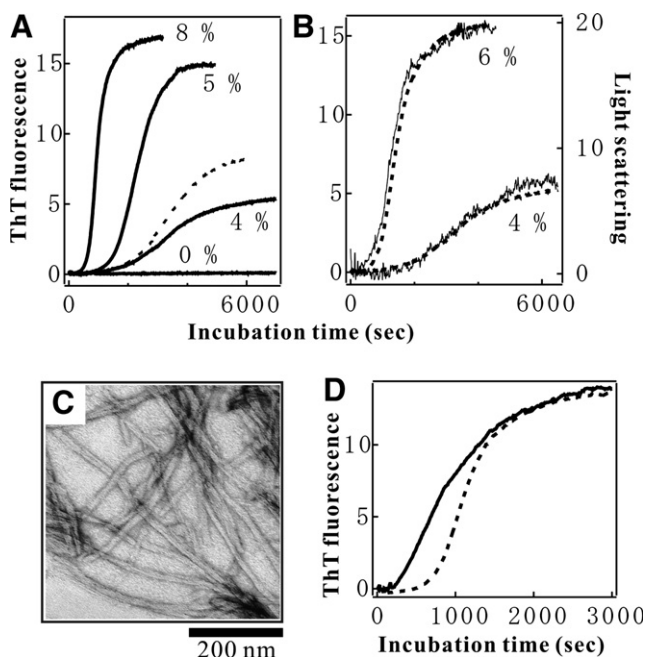 A
ThT fluorescence
15
10
5
0
8 %
5 %
4 %
0 %
0
6000
B
15
10
5
0
6 %
4 %
20
10
0
Light scattering
0
6000
Incubation time (sec)
C
200 nm
D
ThT fluorescence
10
5
0
0
1000
2000
3000
Incubation time (sec)